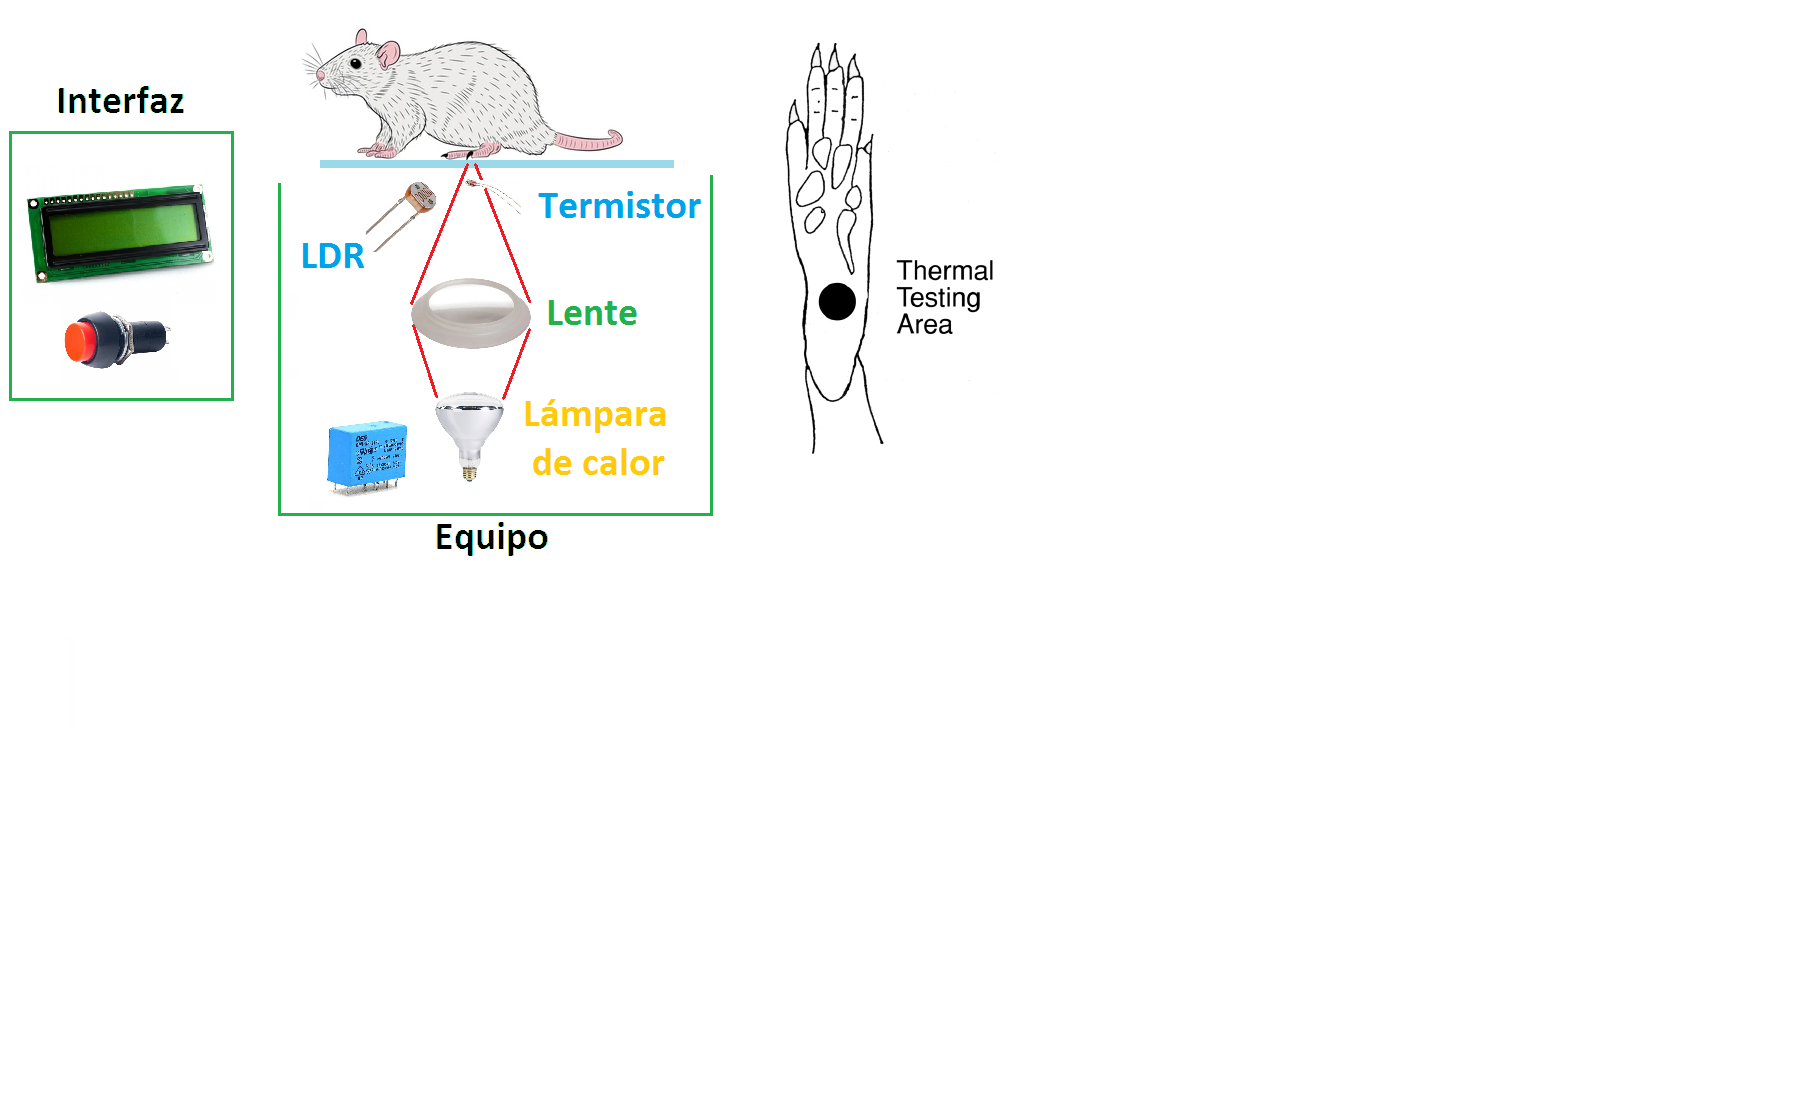 Interfaz
Termistor
LDR
Lente
Lámpara
de calor
Equipo
Thermal
Testing
Area